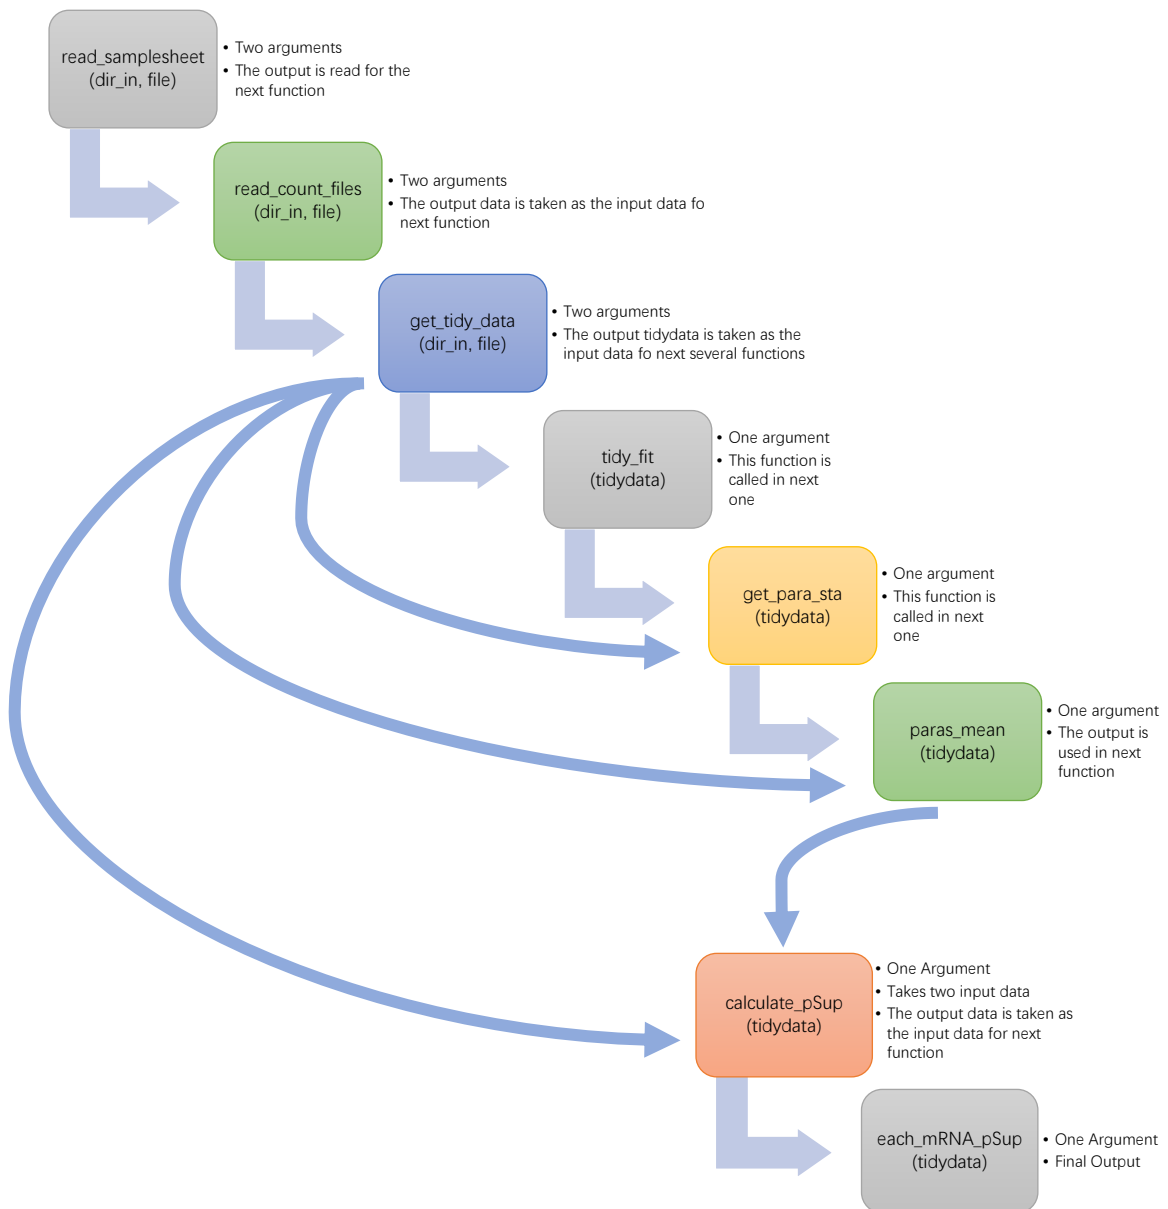 read_samplesheet
(dir_in, file)
• Two arguments
• The output is read for the
next function
read_count_files
(dir_in, file)
• Two arguments
• The output data is taken as the input data fo
next function
get_tidy_data
(dir_in, file)
• Two arguments
• The output tidydata is taken as the
input data fo next several functions
tidy_fit
(tidydata)
• One argument
• This function is
called in next
one
get_para_sta
(tidydata)
• One argument
• This function is
called in next
one
paras_mean
(tidydata)
• One argument
• The output is
used in next
function
calculate_pSup
(tidydata)
• One Argument
• Takes two input data
• The output data is taken as
the input data for next
function
each_mRNA_pSup
(tidydata)
• One Argument
• Final Output